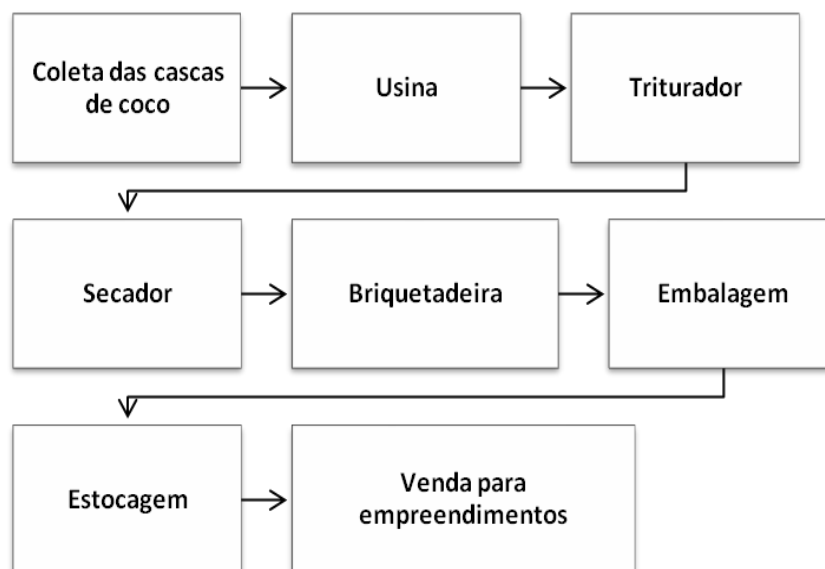 Coleta das cascas
de coco
Usina
Triturador
Secador
Briquetadeira
Embalagem
Estocagem
Venda para
empreendimentos